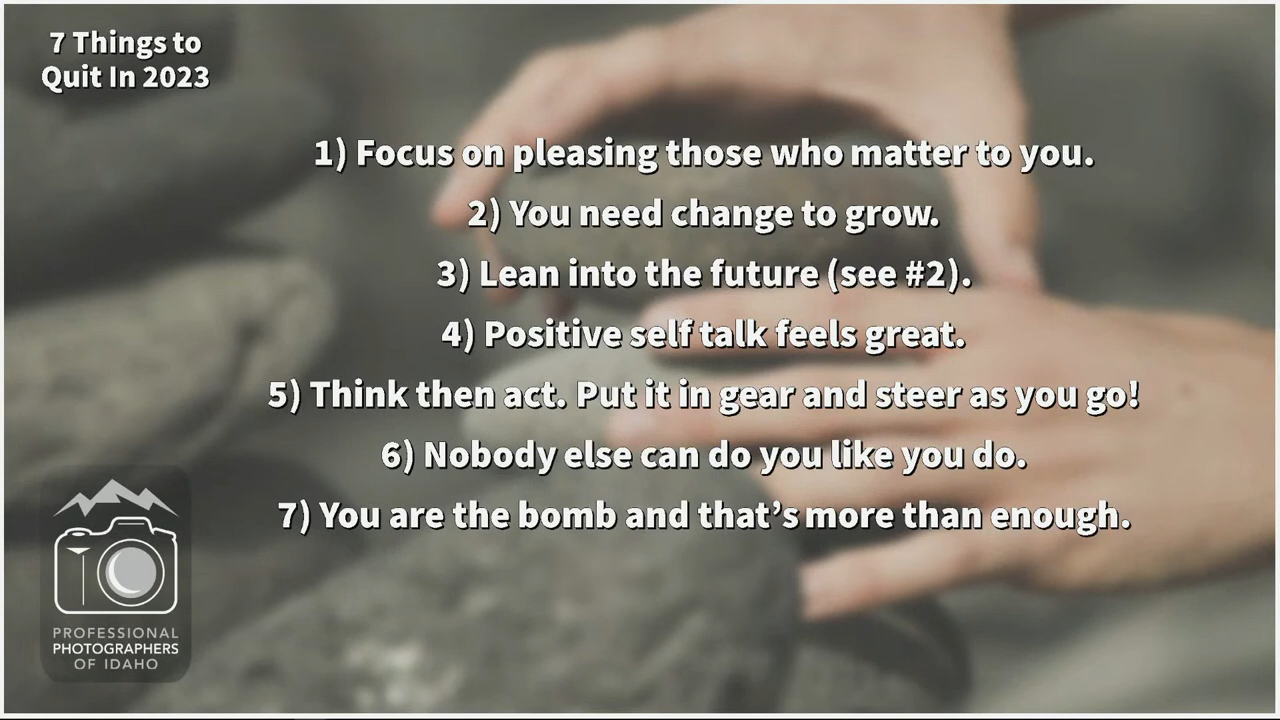 7 Things to
Quit In 2023
1) Focus on pleasing those who matter to you.
2) You need change to grow.
3) Lean into the future (see #2).
4) Positive self talk feels great.
5) Think then act. Put it in gear and steer as you go!
6) Nobody else can do you like you do.
7) You are the bomb and that’s more than enough.
PROFESSIONAL
PHOTOGRAPHERS
OF IDAHO